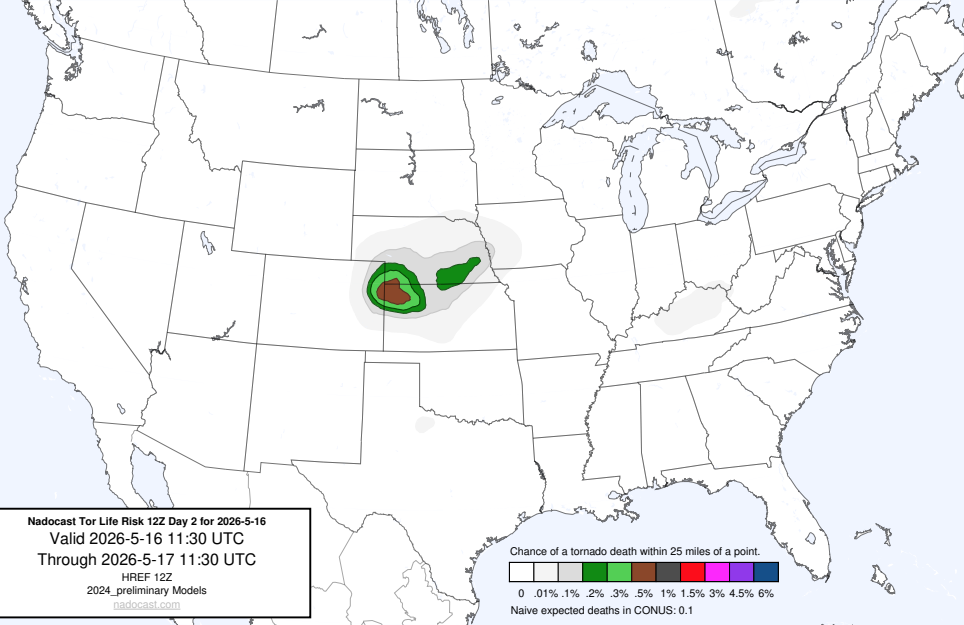 Nadocast Tor Life Risk 12Z Day 2 for 2026-5-16
Valid 2026-5-16 11:30 UTC
Through 2026-5-17 11:30 UTC
HREF 12Z
2024_preliminary Models
nadocast.com
Chance of a tornado death within 25 miles of a point.
0 .01% .1% .2% .3% .5% 1% 1.5% 3% 4.5% 6%
Naive expected deaths in CONUS: 0.1